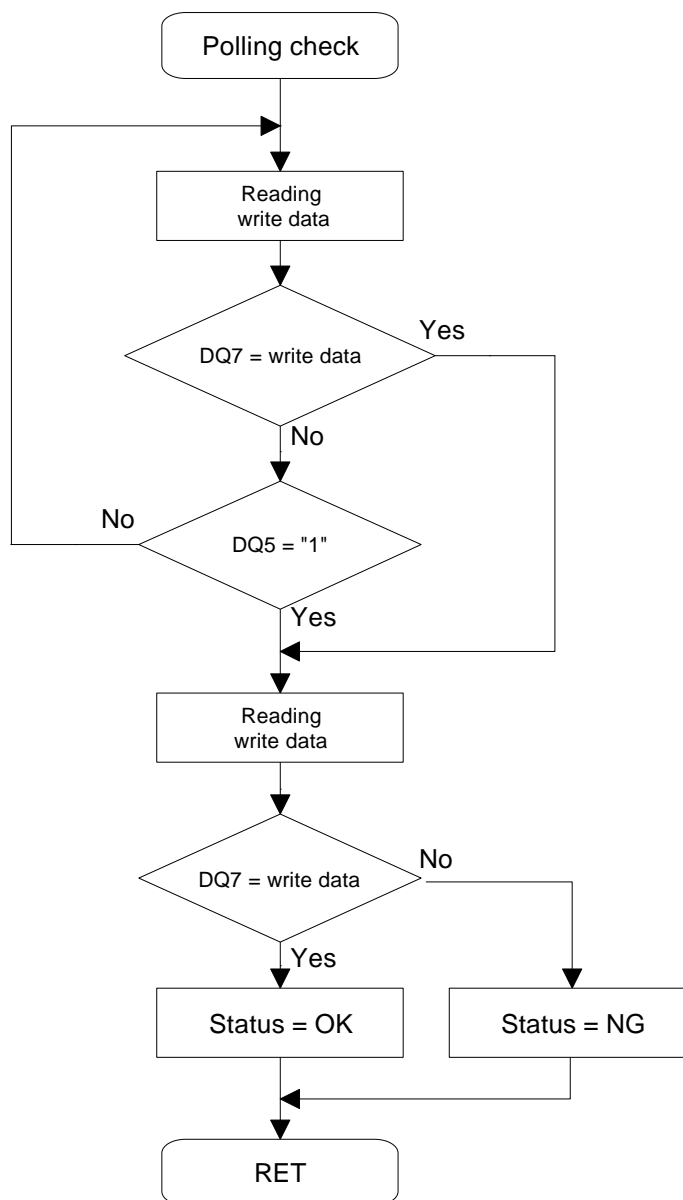 Polling check
Reading
write data
Yes
DQ7 = write data
No
No
DQ5 = "1"
Yes
Reading
write data
No
DQ7 = write data
Yes
Status = OK
Status = NG
RET